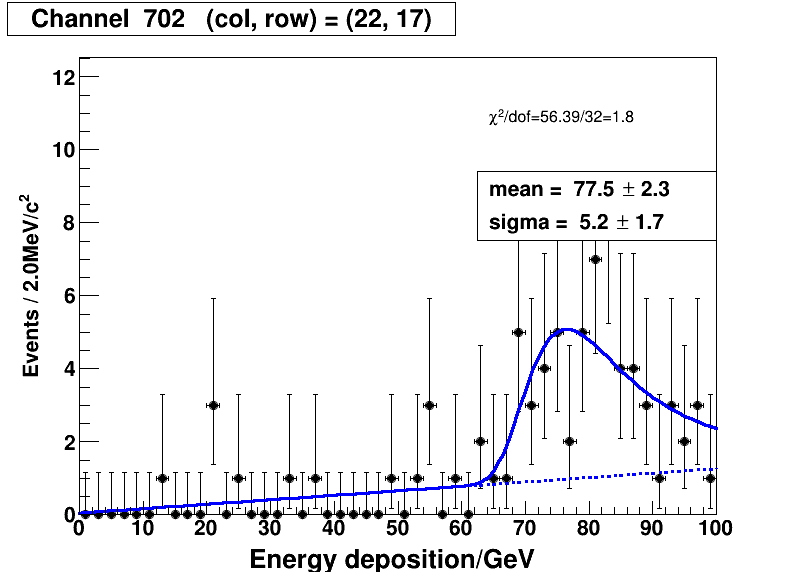 Channel  702   (col, row) = (22, 17)
χ²/dof=56.39/32=1.8
mean =  77.5 ± 2.3
sigma =  5.2 ± 1.7
Events / 2.0MeV/c²
12
10
8
6
4
2
0
0 10 20 30 40 50 60 70 80 90 100
Energy deposition/GeV